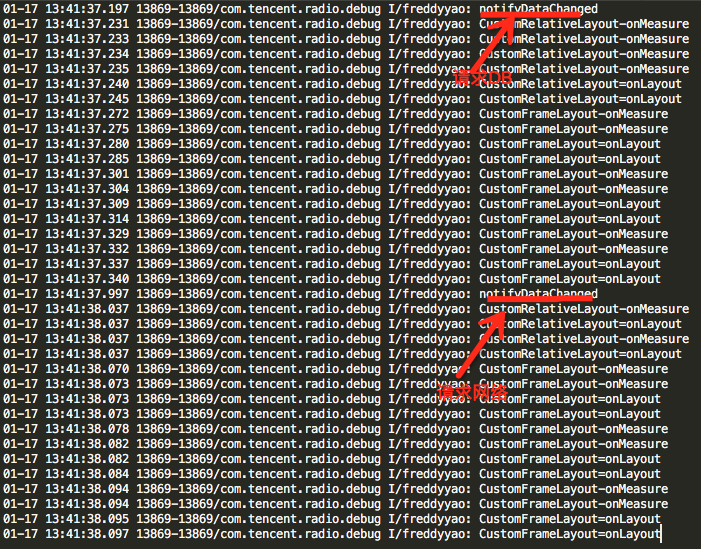 01-17 13:41:37.197 13869-13869/com.tencent.radio.debug I/freddyyao: notifyDataChanged
01-17 13:41:37.231 13869-13869/com.tencent.radio.debug I/freddyyao: CustomRelativeLayout-onMeasure
01-17 13:41:37.233 13869-13869/com.tencent.radio.debug I/freddyyao: CustomRelativeLayout-onMeasure
01-17 13:41:37.234 13869-13869/com.tencent.radio.debug I/freddyyao: CustomRelativeLayout-onMeasure
01-17 13:41:37.235 13869-13869/com.tencent.radio.debug I/freddyyao: CustomRelativeLayout-onMeasure
请求DB
01-17 13:41:37.240 13869-13869/com.tencent.radio.debug I/freddyyao: CustomRelativeLayout=onLayout
01-17 13:41:37.245 13869-13869/com.tencent.radio.debug I/freddyyao: CustomRelativeLayout=onLayout
01-17 13:41:37.272 13869-13869/com.tencent.radio.debug I/freddyyao: CustomFrameLayout-onMeasure
01-17 13:41:37.275 13869-13869/com.tencent.radio.debug I/freddyyao: CustomFrameLayout-onMeasure
01-17 13:41:37.280 13869-13869/com.tencent.radio.debug I/freddyyao: CustomFrameLayout=onLayout
01-17 13:41:37.285 13869-13869/com.tencent.radio.debug I/freddyyao: CustomFrameLayout=onLayout
01-17 13:41:37.301 13869-13869/com.tencent.radio.debug I/freddyyao: CustomFrameLayout-onMeasure
01-17 13:41:37.304 13869-13869/com.tencent.radio.debug I/freddyyao: CustomFrameLayout-onMeasure
01-17 13:41:37.309 13869-13869/com.tencent.radio.debug I/freddyyao: CustomFrameLayout=onLayout
01-17 13:41:37.314 13869-13869/com.tencent.radio.debug I/freddyyao: CustomFrameLayout=onLayout
01-17 13:41:37.329 13869-13869/com.tencent.radio.debug I/freddyyao: CustomFrameLayout-onMeasure
01-17 13:41:37.332 13869-13869/com.tencent.radio.debug I/freddyyao: CustomFrameLayout-onMeasure
01-17 13:41:37.337 13869-13869/com.tencent.radio.debug I/freddyyao: CustomFrameLayout=onLayout
01-17 13:41:37.340 13869-13869/com.tencent.radio.debug I/freddyyao: CustomFrameLayout=onLayout
01-17 13:41:37.997 13869-13869/com.tencent.radio.debug I/freddyyao: notifyDataChanged
01-17 13:41:38.037 13869-13869/com.tencent.radio.debug I/freddyyao: CustomRelativeLayout-onMeasure
01-17 13:41:38.037 13869-13869/com.tencent.radio.debug I/freddyyao: CustomRelativeLayout=onLayout
01-17 13:41:38.037 13869-13869/com.tencent.radio.debug I/freddyyao: CustomRelativeLayout-onMeasure
01-17 13:41:38.037 13869-13869/com.tencent.radio.debug I/freddyyao: CustomRelativeLayout=onLayout
01-17 13:41:38.070 13869-13869/com.tencent.radio.debug I/freddyyao: CustomFrameLayout-onMeasure
01-17 13:41:38.073 13869-13869/com.tencent.radio.debug I/freddyyao: CustomFrameLayout-onMeasure
请求网络
01-17 13:41:38.073 13869-13869/com.tencent.radio.debug I/freddyyao: CustomFrameLayout=onLayout
01-17 13:41:38.073 13869-13869/com.tencent.radio.debug I/freddyyao: CustomFrameLayout=onLayout
01-17 13:41:38.078 13869-13869/com.tencent.radio.debug I/freddyyao: CustomFrameLayout-onMeasure
01-17 13:41:38.082 13869-13869/com.tencent.radio.debug I/freddyyao: CustomFrameLayout-onMeasure
01-17 13:41:38.082 13869-13869/com.tencent.radio.debug I/freddyyao: CustomFrameLayout=onLayout
01-17 13:41:38.084 13869-13869/com.tencent.radio.debug I/freddyyao: CustomFrameLayout=onLayout
01-17 13:41:38.094 13869-13869/com.tencent.radio.debug I/freddyyao: CustomFrameLayout-onMeasure
01-17 13:41:38.094 13869-13869/com.tencent.radio.debug I/freddyyao: CustomFrameLayout-onMeasure
01-17 13:41:38.095 13869-13869/com.tencent.radio.debug I/freddyyao: CustomFrameLayout=onLayout
01-17 13:41:38.097 13869-13869/com.tencent.radio.debug I/freddyyao: CustomFrameLayout=onLayout